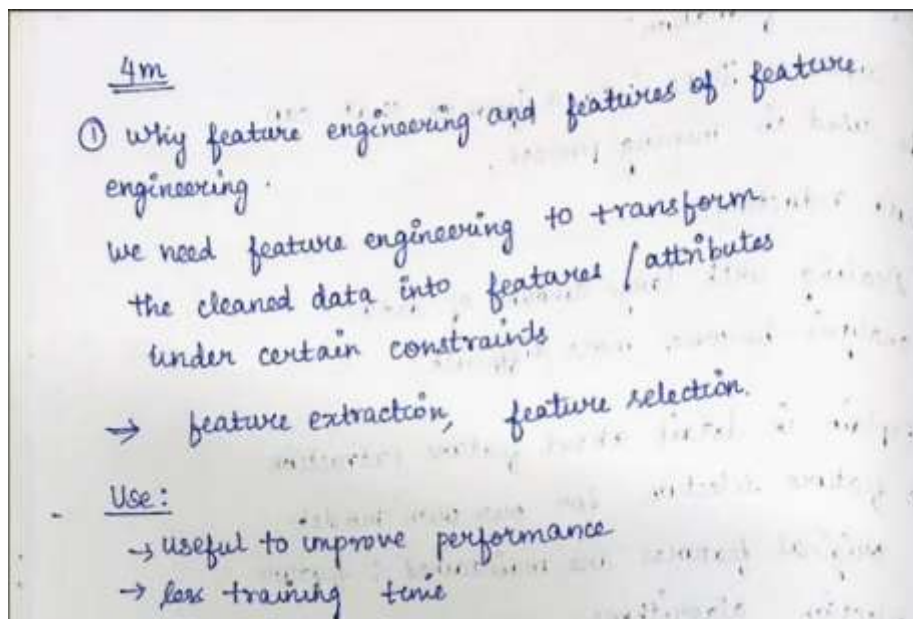 4m
① Why feature engineering and features of feature
engineering.
We need feature engineering to transform
the cleaned data into features / attributes
under certain constraints
→ feature extraction, feature selection.
Use:
→ useful to improve performance
→ less training time